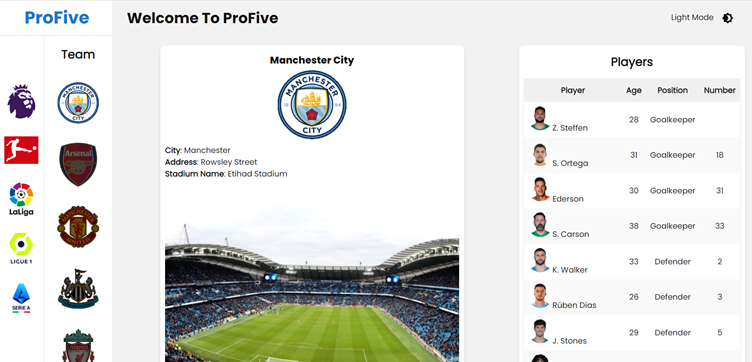 ProFive
Welcome To ProFive
Light Mode
Team
LaLiga
LIGUE 1
SERIE A
Manchester City
MANCHESTER
18 94
CITY
City: Manchester
Address: Rowsley Street
Stadium Name: Etihad Stadium
Players
Player Age Position Number
Z. Steffen 28 Goalkeeper
S. Ortega 31 Goalkeeper 18
Ederson 30 Goalkeeper 31
S. Carson 38 Goalkeeper 33
K. Walker 33 Defender 2
Rúben Dias 26 Defender 3
J. Stones 29 Defender 5